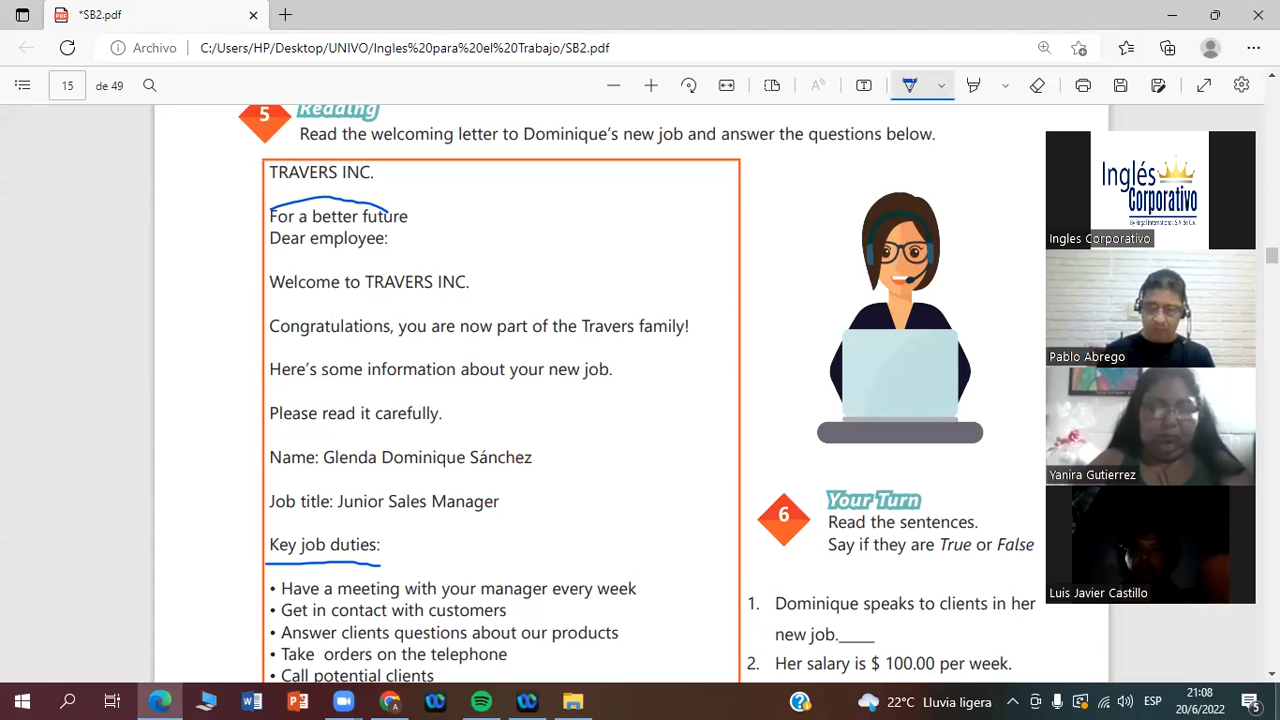 *SB2.pdf
Archivo
C:/Users/HP/Desktop/UNIVO/Ingles%20para%20el%20Trabajo/SB2.pdf
15
de 49
5
Reading
Read the welcoming letter to Dominique's new job and answer the questions below.
TRAVERS INC.
For a better future
Dear employee:
Welcome to TRAVERS INC.
Congratulations, you are now part of the Travers family!
Here's some information about your new job.
Please read it carefully.
Name: Glenda Dominique Sánchez
Job title: Junior Sales Manager
Key job duties:
• Have a meeting with your manager every week
• Get in contact with customers
• Answer clients questions about our products
• Take orders on the telephone
• Call potential clients
6
Your Turn
Read the sentences.
Say if they are True or False
1. Dominique speaks to clients in her
new job.____
2. Her salary is $ 100.00 per week.
Inglés
Corporativo
Ingles Corporativo
Pablo Abrego
Yanira Gutierrez
Luis Javier Castillo
22°C Lluvia ligera
ESP
21:08
20/6/2022
5